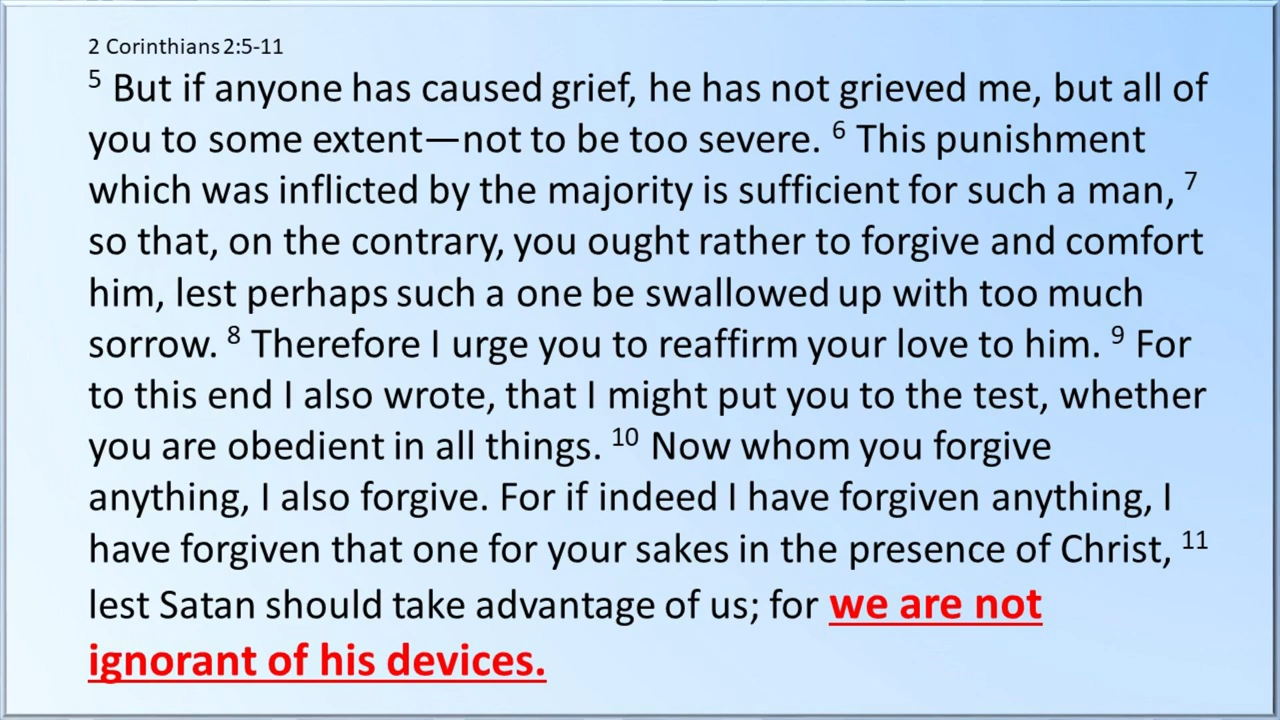 2 Corinthians 2:5-11
5 But if anyone has caused grief, he has not grieved me, but all of
you to some extent—not to be too severe. 6 This punishment
which was inflicted by the majority is sufficient for such a man, 7
so that, on the contrary, you ought rather to forgive and comfort
him, lest perhaps such a one be swallowed up with too much
sorrow. 8 Therefore I urge you to reaffirm your love to him. 9 For
to this end I also wrote, that I might put you to the test, whether
you are obedient in all things. 10 Now whom you forgive
anything, I also forgive. For if indeed I have forgiven anything, I
have forgiven that one for your sakes in the presence of Christ, 11
lest Satan should take advantage of us; for we are not
ignorant of his devices.